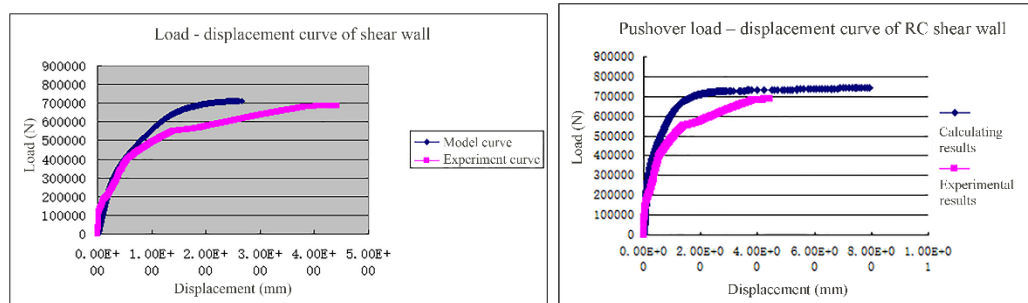 Load - displacement curve of shear wall
900000
800000
700000
600000
500000
400000
300000
200000
100000
0
Load (N)
0.00E+ 1.00E+ 2.00E+ 3.00E+ 4.00E+ 5.00E+
00 00 00 00 00 00
Displacement (mm)
Model curve
Experiment curve
Pushover load – displacement curve of RC shear wall
900000
800000
700000
600000
500000
400000
300000
200000
100000
0
Load (N)
0.00E+0 2.00E+0 4.00E+0 6.00E+0 8.00E+0 1.00E+0
0 0 0 0 0 1
Displacement (mm)
Calculating
results
Experimental
results